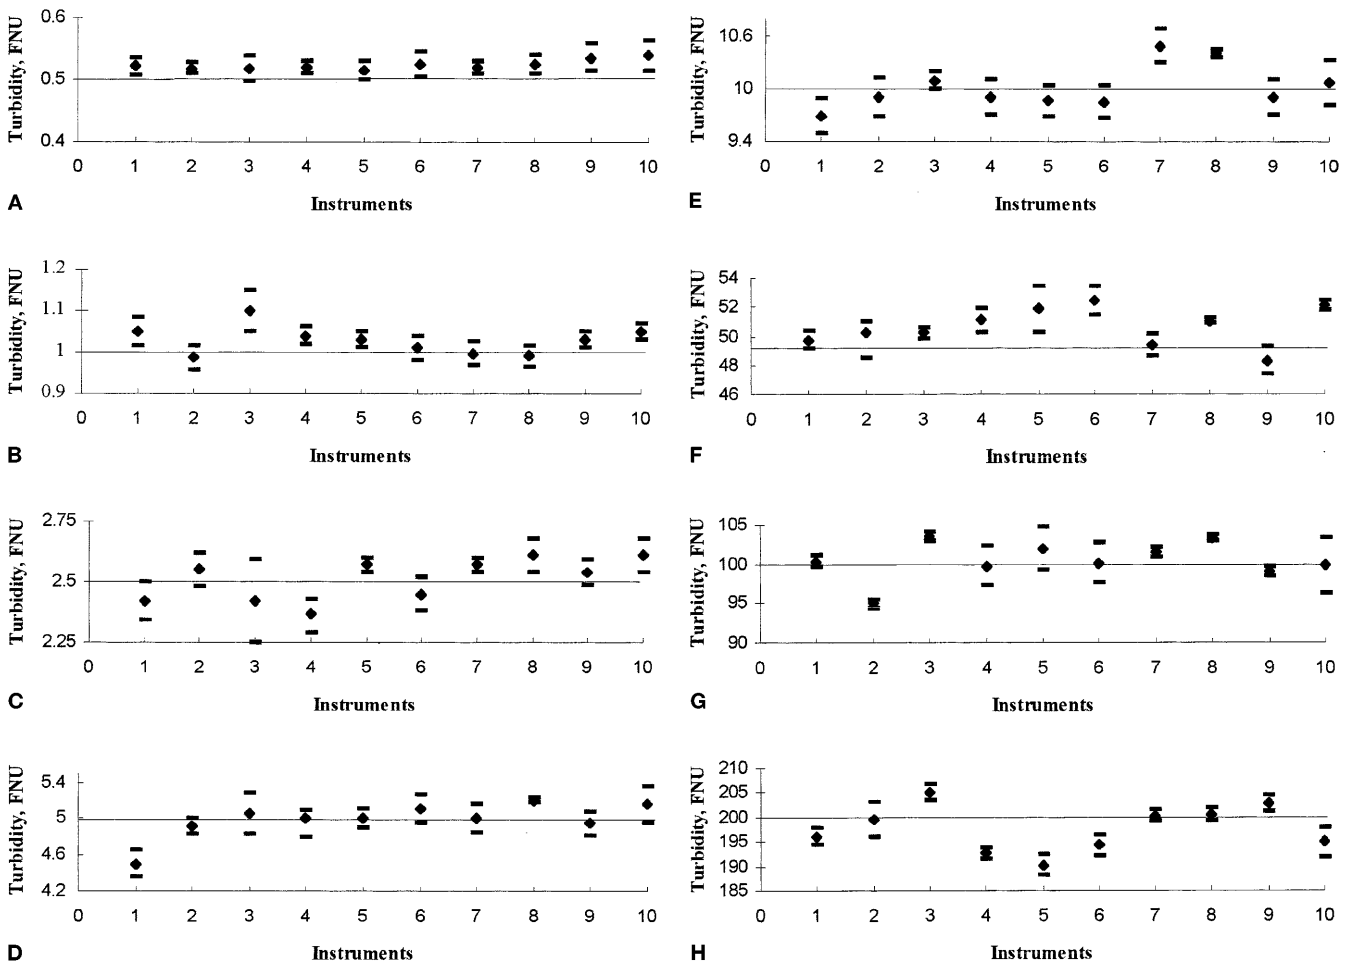 Turbidity, FNU
0.6
0.5
0.4
0 1 2 3 4 5 6 7 8 9 10
Instruments
A
Turbidity, FNU
1.2
1.1
1
0.9
0 1 2 3 4 5 6 7 8 9 10
Instruments
B
Turbidity, FNU
2.75
2.5
2.25
0 1 2 3 4 5 6 7 8 9 10
Instruments
C
Turbidity, FNU
5.4
5
4.6
4.2
0 1 2 3 4 5 6 7 8 9 10
Instruments
D
Turbidity, FNU
10.6
10
9.4
0 1 2 3 4 5 6 7 8 9 10
Instruments
E
Turbidity, FNU
54
52
50
48
46
0 1 2 3 4 5 6 7 8 9 10
Instruments
F
Turbidity, FNU
105
100
95
90
0 1 2 3 4 5 6 7 8 9 10
Instruments
G
Turbidity, FNU
210
205
200
195
190
185
0 1 2 3 4 5 6 7 8 9 10
Instruments
H